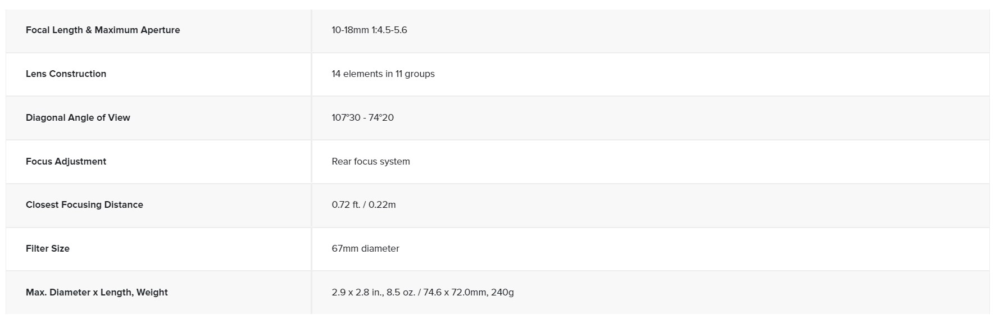 Focal Length & Maximum Aperture 10-18mm 1:4.5-5.6
Lens Construction 14 elements in 11 groups
Diagonal Angle of View 107°30 - 74°20
Focus Adjustment Rear focus system
Closest Focusing Distance 0.72 ft. / 0.22m
Filter Size 67mm diameter
Max. Diameter x Length, Weight 2.9 x 2.8 in., 8.5 oz. / 74.6 x 72.0mm, 240g